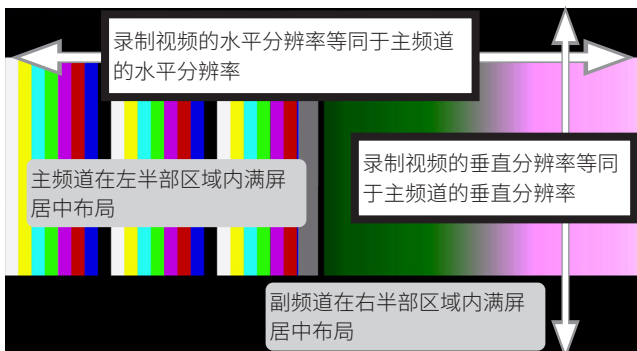 录制视频的水平分辨率等同于主频道
的水平分辨率
录制视频的垂直分辨率等同
于主频道的垂直分辨率
主频道在左半部区域内满屏
居中布局
副频道在右半部区域内满屏
居中布局